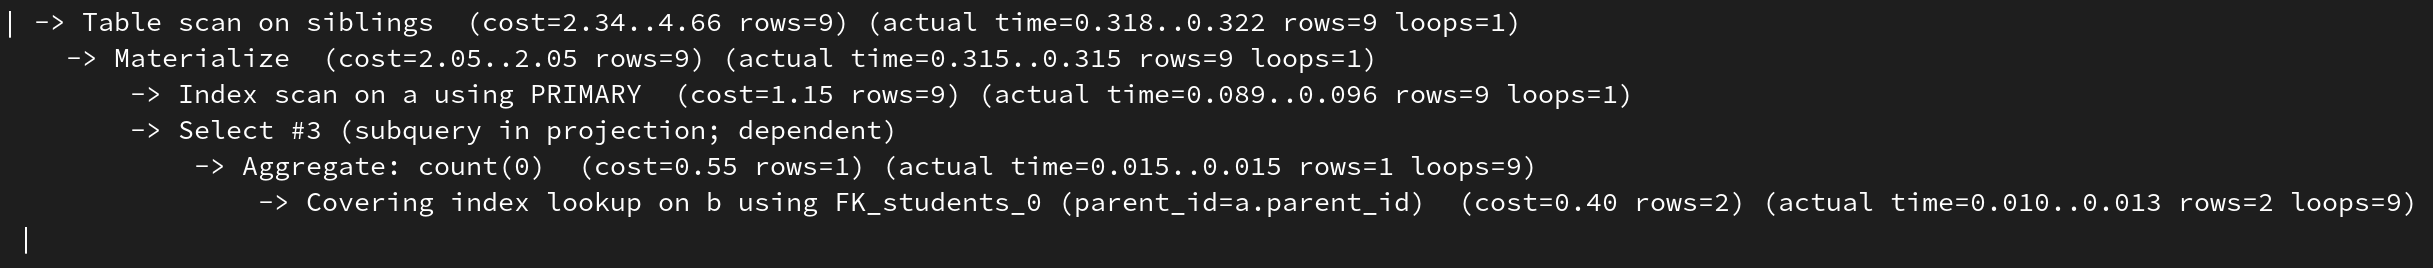 | -> Table scan on siblings  (cost=2.34..4.66 rows=9) (actual time=0.318..0.322 rows=9 loops=1)
    -> Materialize  (cost=2.05..2.05 rows=9) (actual time=0.315..0.315 rows=9 loops=1)
        -> Index scan on a using PRIMARY  (cost=1.15 rows=9) (actual time=0.089..0.096 rows=9 loops=1)
        -> Select #3 (subquery in projection; dependent)
            -> Aggregate: count(0)  (cost=0.55 rows=1) (actual time=0.015..0.015 rows=1 loops=9)
                -> Covering index lookup on b using FK_students_0 (parent_id=a.parent_id)  (cost=0.40 rows=2) (actual time=0.010..0.013 rows=2 loops=9)
 |